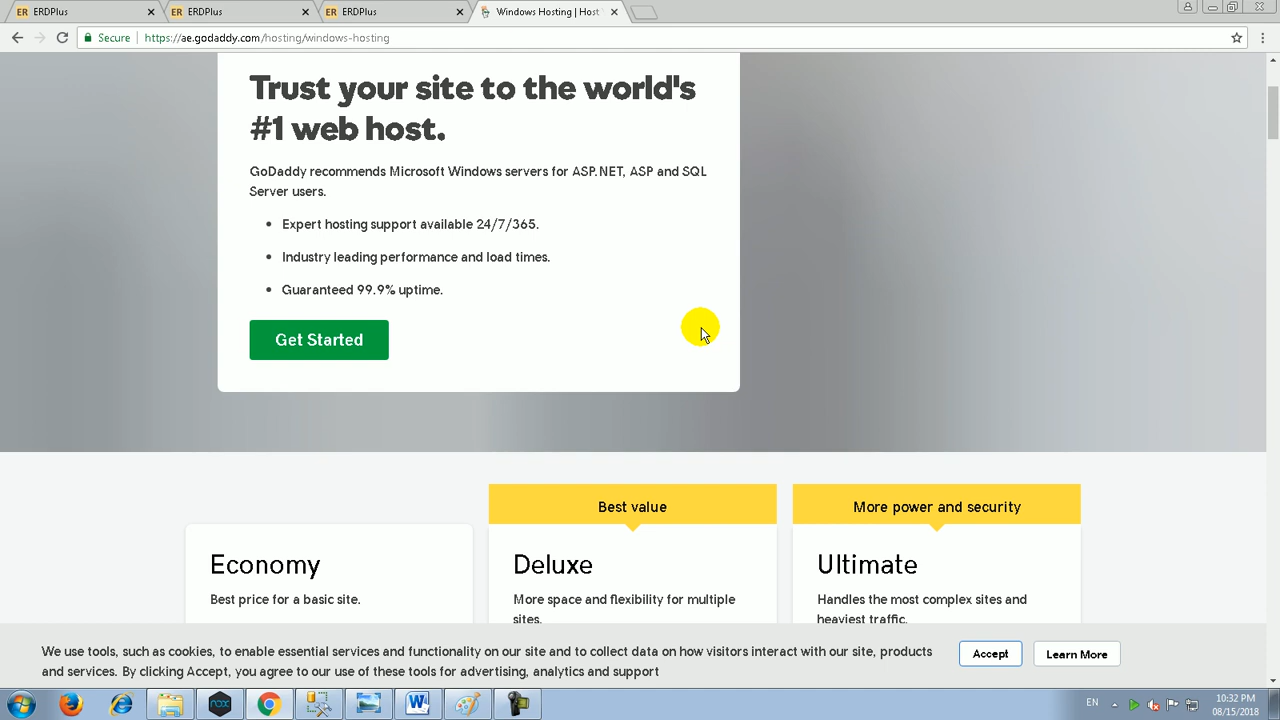 ER ERDPlus
ER ERDPlus
ER ERDPlus
Windows Hosting | Host
Secure
https://ae.godaddy.com/hosting/windows-hosting
Trust your site to the world's
#1 web host.
GoDaddy recommends Microsoft Windows servers for ASP.NET, ASP and SQL
Server users.
Expert hosting support available 24/7/365.
Industry leading performance and load times.
Guaranteed 99.9% uptime.
Get Started
Economy
Best price for a basic site.
Best value
Deluxe
More space and flexibility for multiple
sites.
More power and security
Ultimate
Handles the most complex sites and
heaviest traffic.
We use tools, such as cookies, to enable essential services and functionality on our site and to collect data on how visitors interact with our site, products
and services. By clicking Accept, you agree to our use of these tools for advertising, analytics and support
Accept
Learn More
nox
W
EN
10:32 PM
08/15/2018